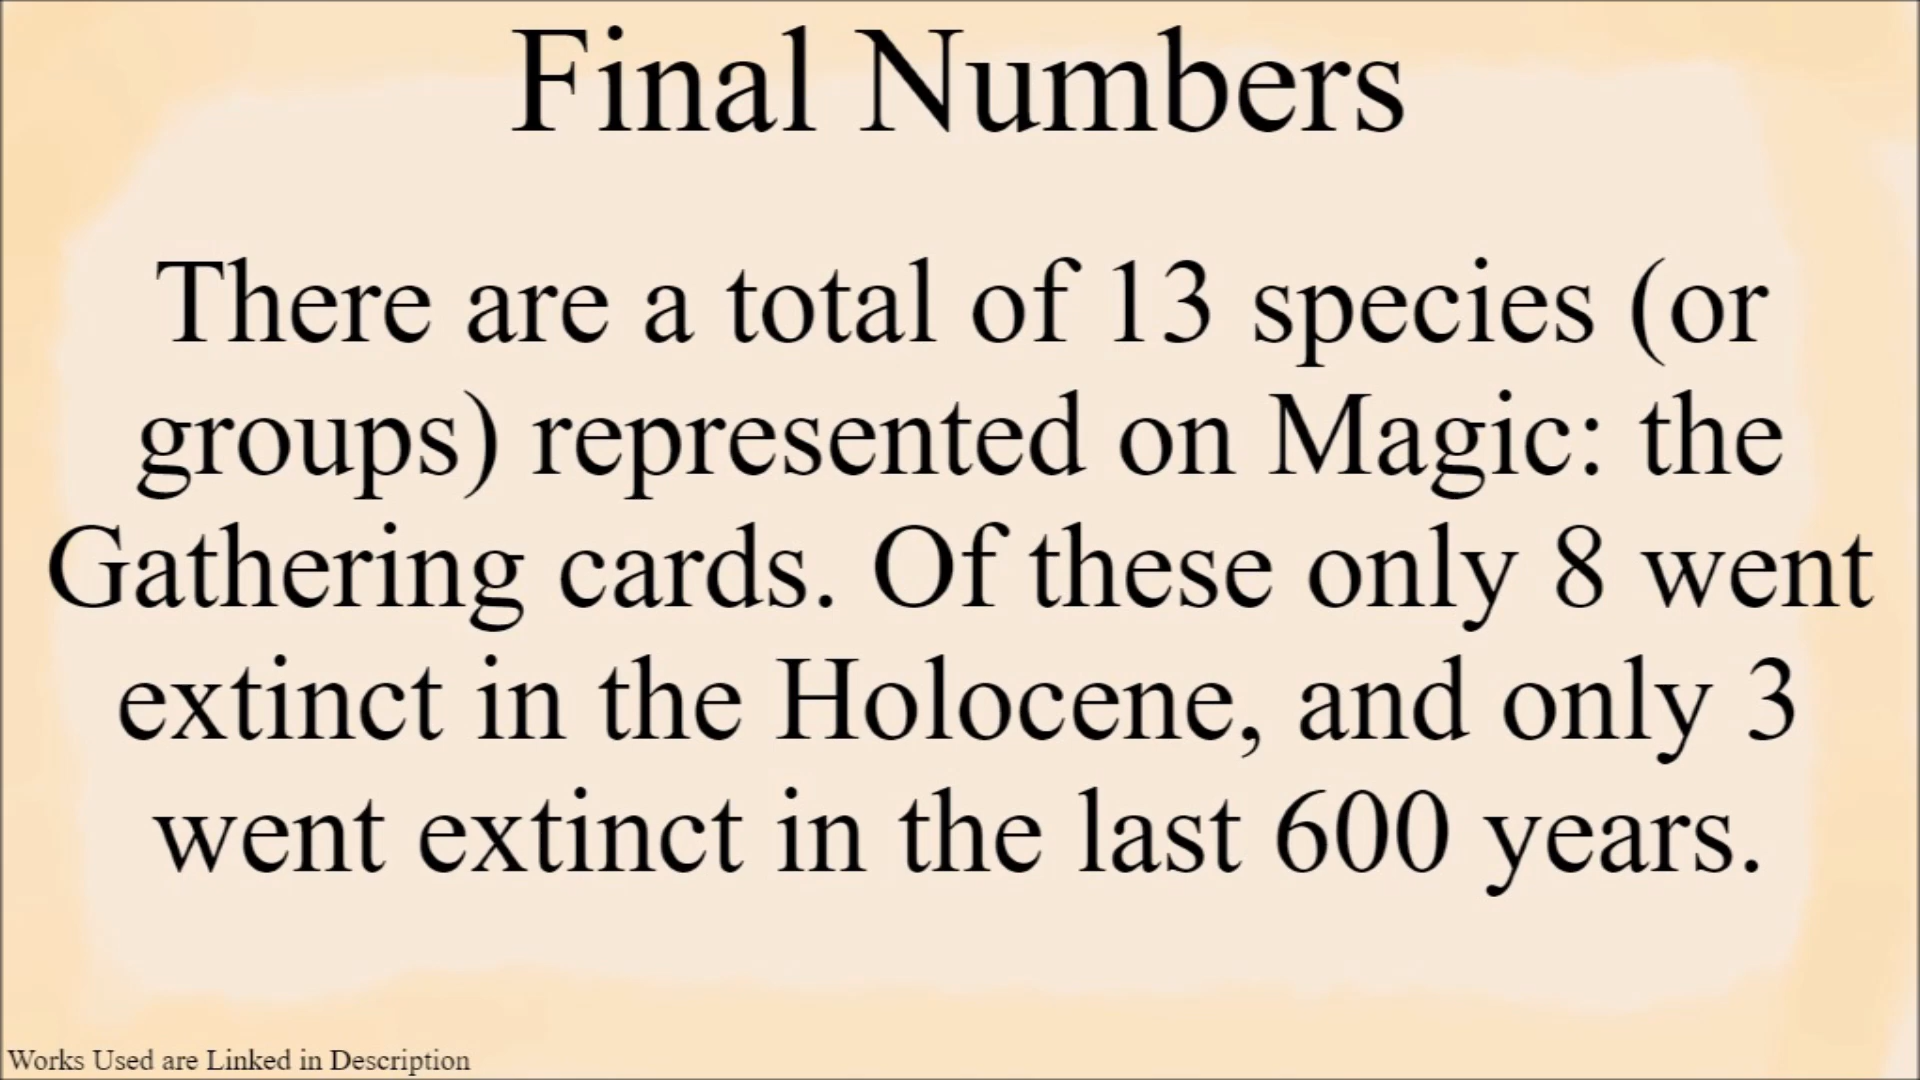 Final Numbers
There are a total of 13 species (or
groups) represented on Magic: the
Gathering cards. Of these only 8 went
extinct in the Holocene, and only 3
went extinct in the last 600 years.
Works Used are Linked in Description